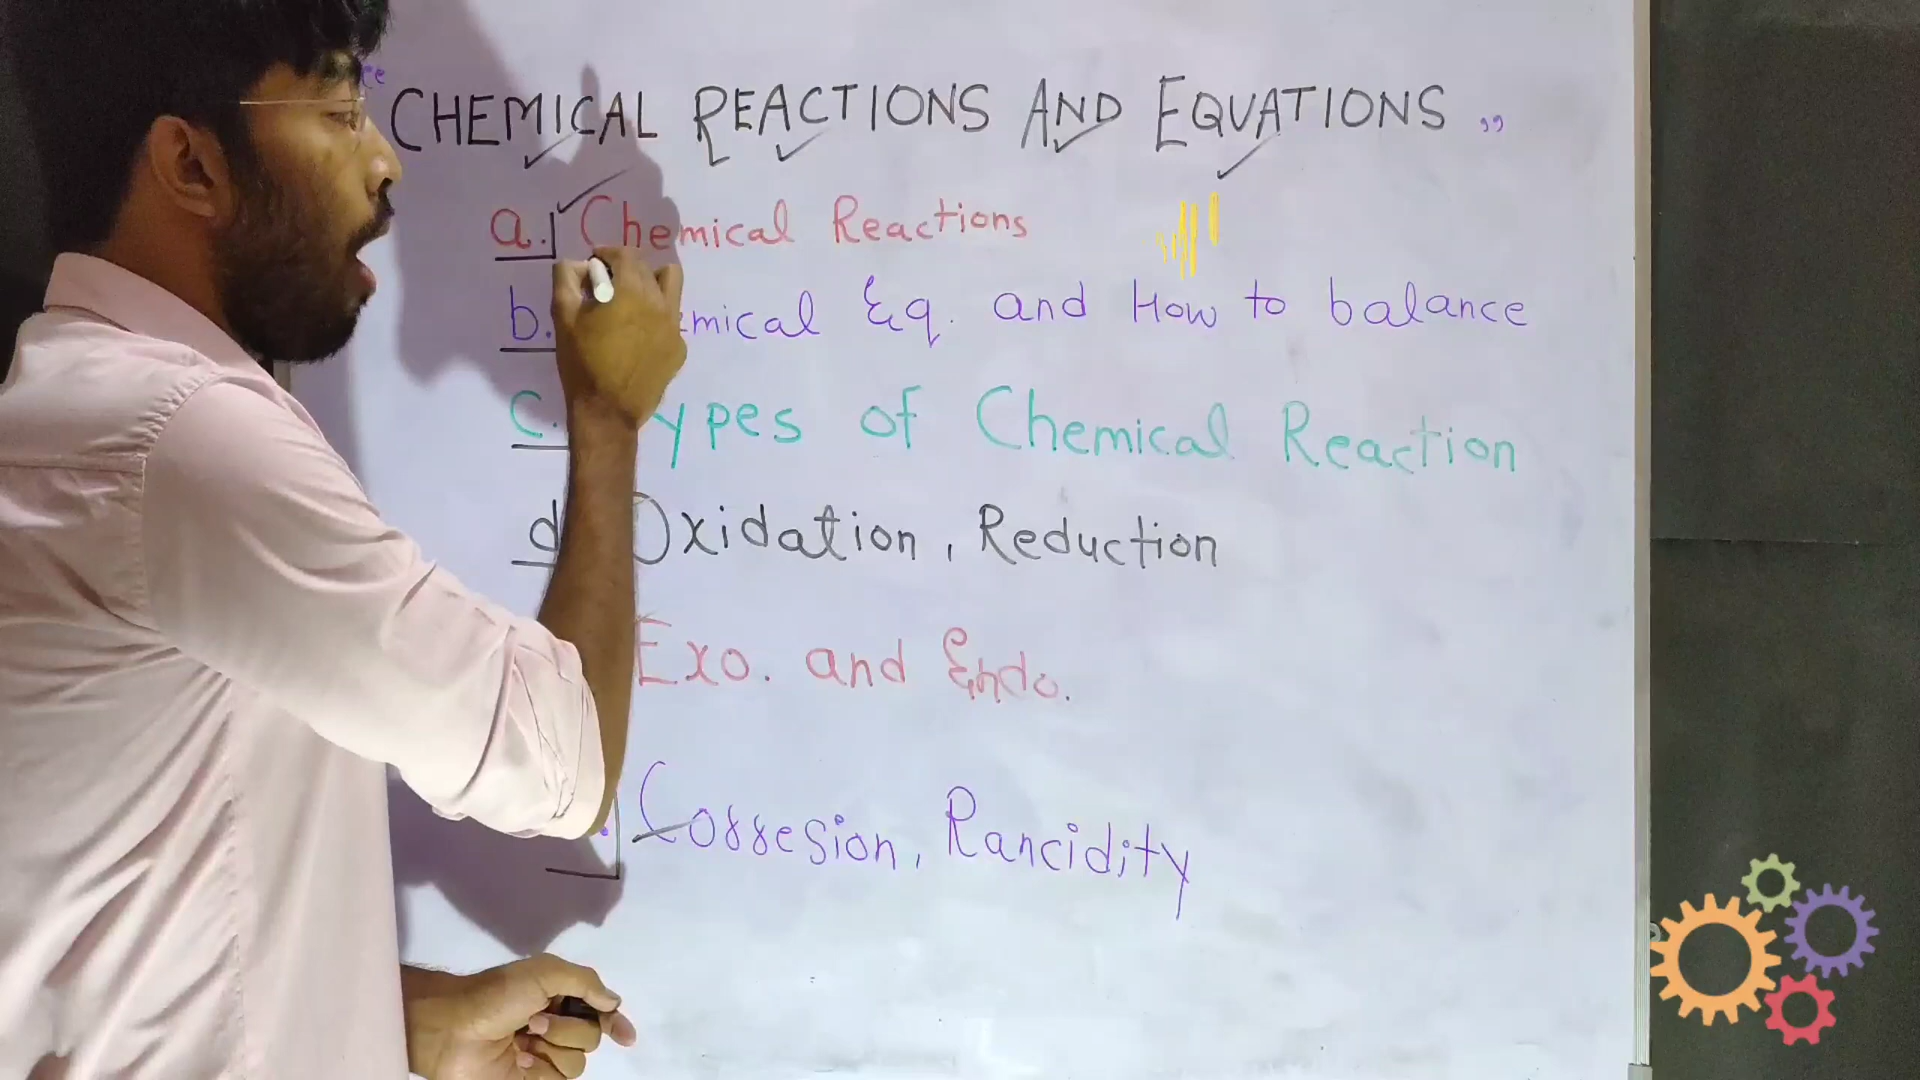 “CHEMICAL REACTIONS AND EQUATIONS”
a. Chemical Reactions
b. mical Eq. and How to balance
c. ypes of Chemical Reaction
d Oxidation, Reduction
Exo. and Endo.
Corresion, Rancidity